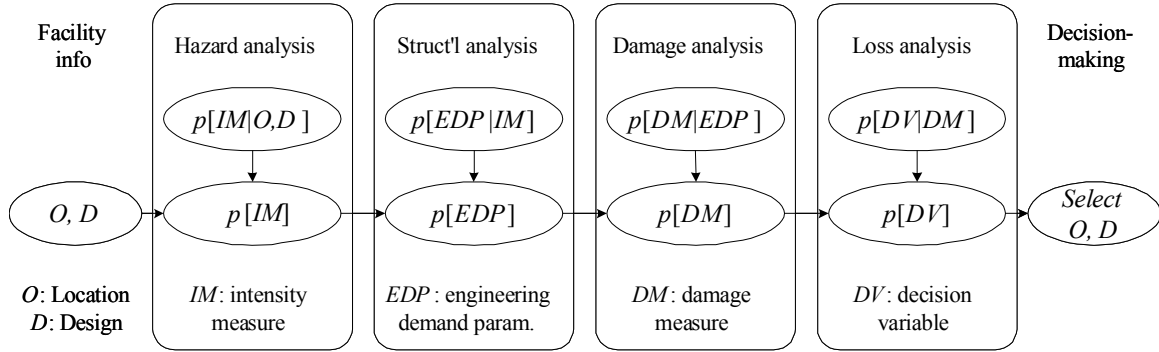 Facility
info
Hazard analysis
Struct'l analysis
Damage analysis
Loss analysis
Decision-
making
p[IM|O,D]
p[EDP|IM]
p[DM|EDP]
p[DV|DM]
O, D
p[IM]
p[EDP]
p[DM]
p[DV]
Select
O, D
O: Location
D: Design
IM: intensity
measure
EDP: engineering
demand param.
DM: damage
measure
DV: decision
variable